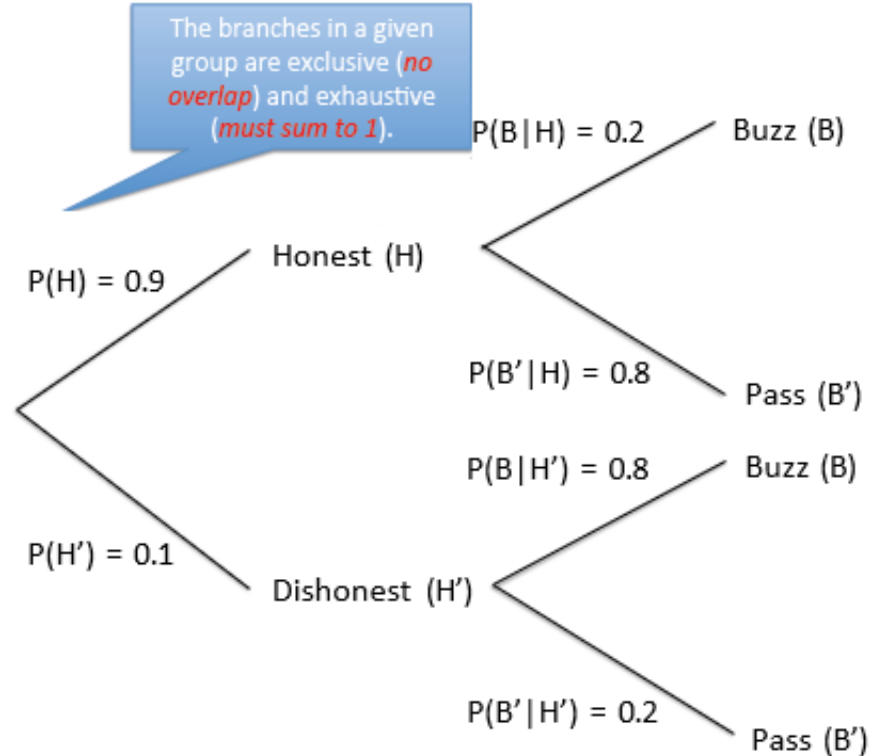 The branches in a given
group are exclusive (no
overlap) and exhaustive
(must sum to 1).
P(B|H) = 0.2
Buzz (B)
Honest (H)
P(H) = 0.9
P(B'|H) = 0.8
Pass (B’)
P(B|H’) = 0.8
Buzz (B)
P(H’) = 0.1
Dishonest (H’)
P(B’|H’) = 0.2
Pass (B’)